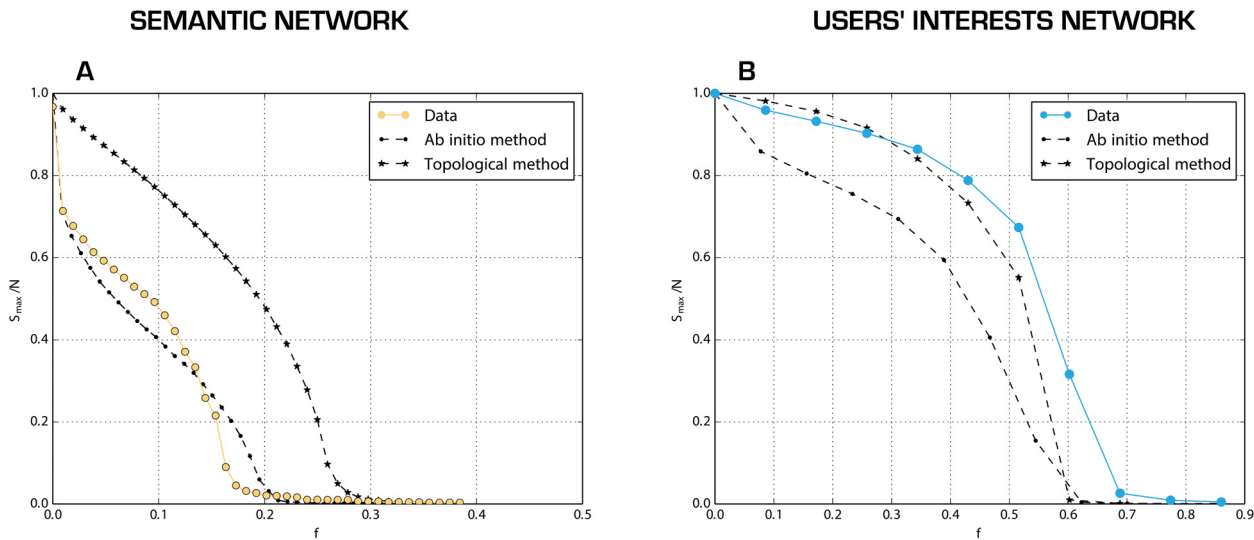 SEMANTIC NETWORK
USERS' INTERESTS NETWORK
A
1.0
0.8
0.6
0.4
0.2
0.0
S max /N
0.0 0.1 0.2 0.3 0.4 0.5
f
Data
Ab initio method
Topological method
B
1.0
0.8
0.6
0.4
0.2
0.0
S max /N
0.0 0.1 0.2 0.3 0.4 0.5 0.6 0.7 0.8 0.9
f
Data
Ab initio method
Topological method